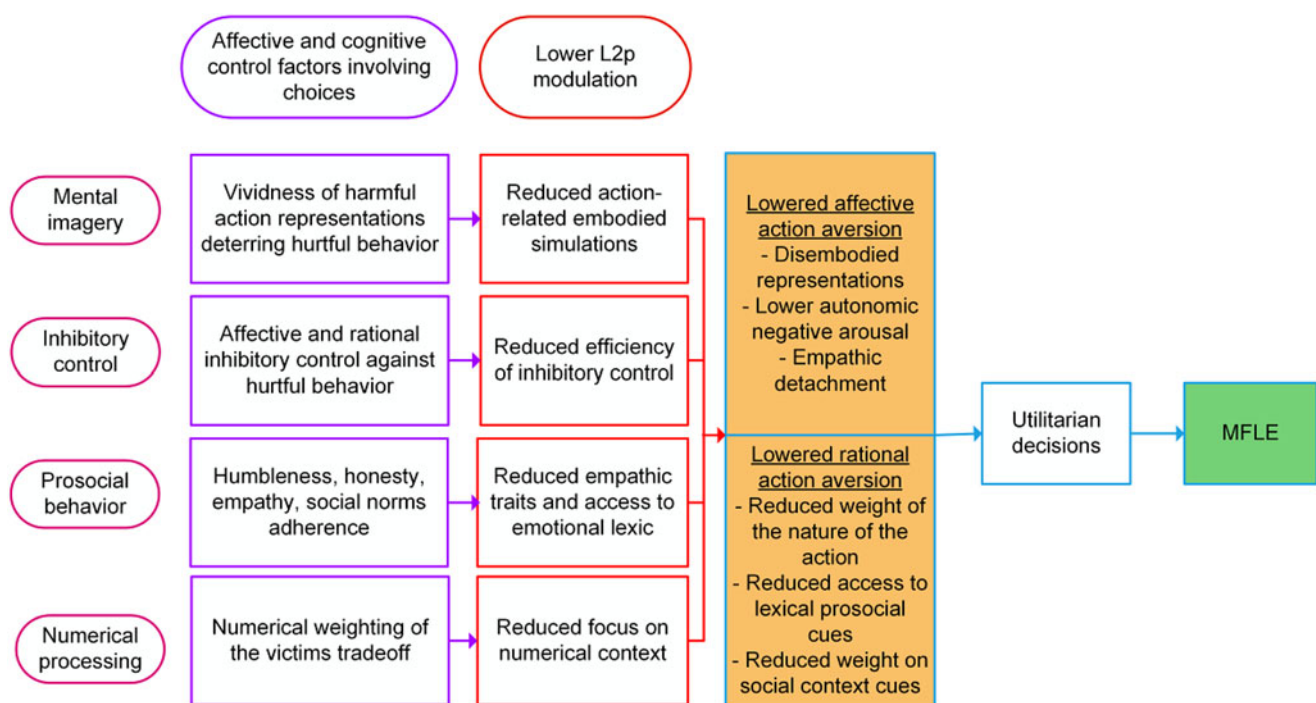 Affective and cognitive
control factors involving
choices
Lower L2p
modulation
Mental
imagery
Vividness of harmful
action representations
deterring hurtful behavior
Reduced action-
related embodied
simulations
Inhibitory
control
Affective and rational
inhibitory control against
hurtful behavior
Reduced efficiency
of inhibitory control
Prosocial
behavior
Humbleness, honesty,
empathy, social norms
adherence
Reduced empathic
traits and access to
emotional lexic
Numerical
processing
Numerical weighting of
the victims tradeoff
Reduced focus on
numerical context
Lowered affective
action aversion
- Disembodied
representations
- Lower autonomic
negative arousal
- Empathic
detachment
Lowered rational
action aversion
- Reduced weight of
the nature of the
action
- Reduced access to
lexical prosocial
cues
- Reduced weight on
social context cues
Utilitarian
decisions
MFLE